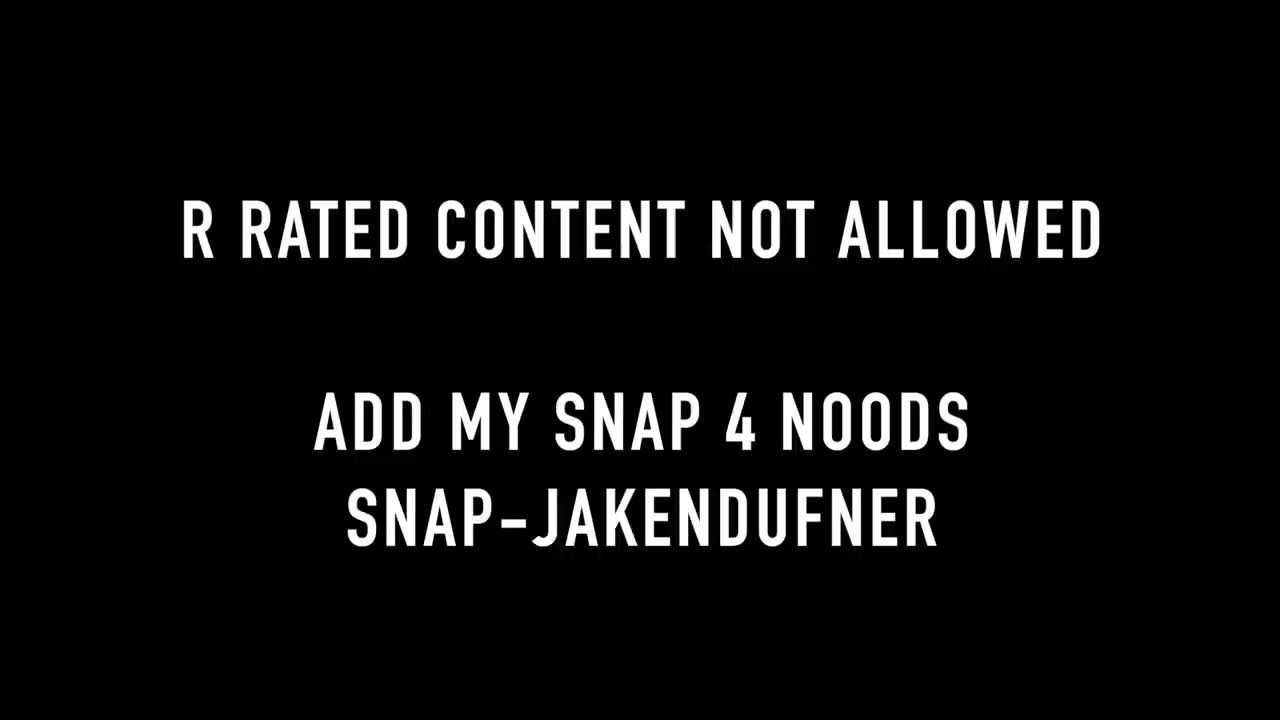 R RATED CONTENT NOT ALLOWED
ADD MY SNAP 4 NOODS
SNAP-JAKENDUFNER